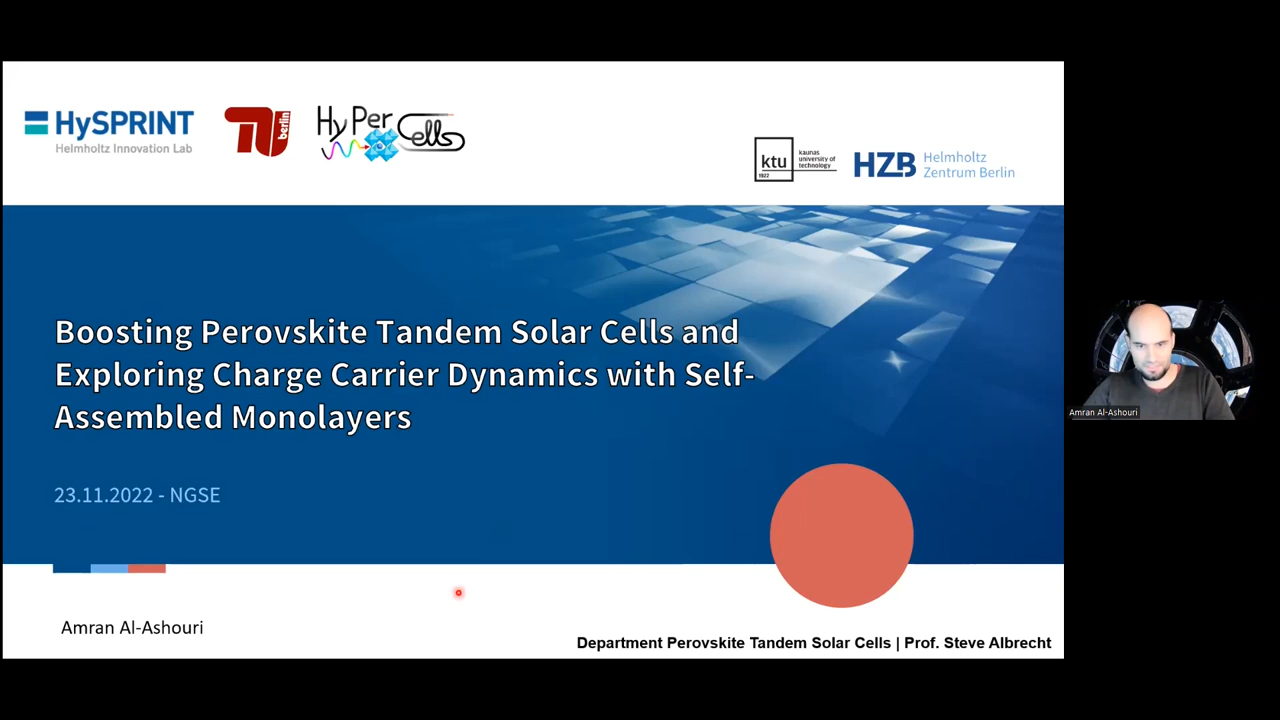 HySPRINT
Helmholtz Innovation Lab
TU
berlin
HyPerCells
ktu
1922
kaunas
university of
technology
HZB
Helmholtz
Zentrum Berlin
Boosting Perovskite Tandem Solar Cells and
Exploring Charge Carrier Dynamics with Self-
Assembled Monolayers
23.11.2022 - NGSE
Amran Al-Ashouri
Amran Al-Ashouri
Department Perovskite Tandem Solar Cells | Prof. Steve Albrecht